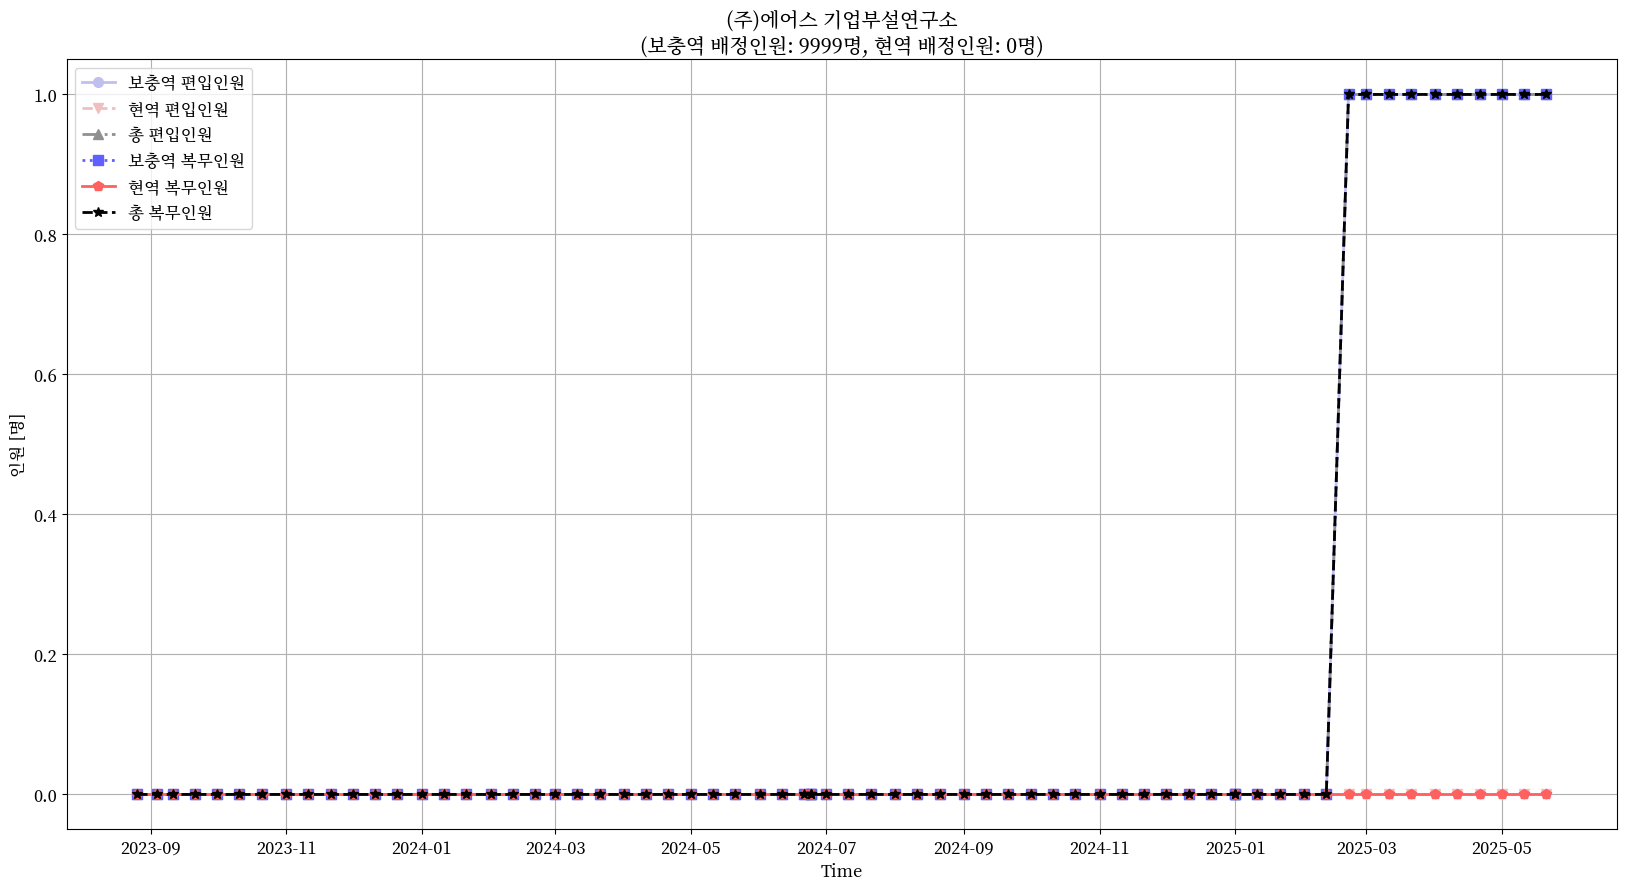 (주)에어스 기업부설연구소
(보충역 배정인원: 9999명, 현역 배정인원: 0명)
보충역 편입인원
현역 편입인원
총 편입인원
보충역 복무인원
현역 복무인원
총 복무인원
인원 [명]
1.0
0.8
0.6
0.4
0.2
0.0
2023-09 2023-11 2024-01 2024-03 2024-05 2024-07 2024-09 2024-11 2025-01 2025-03 2025-05
Time